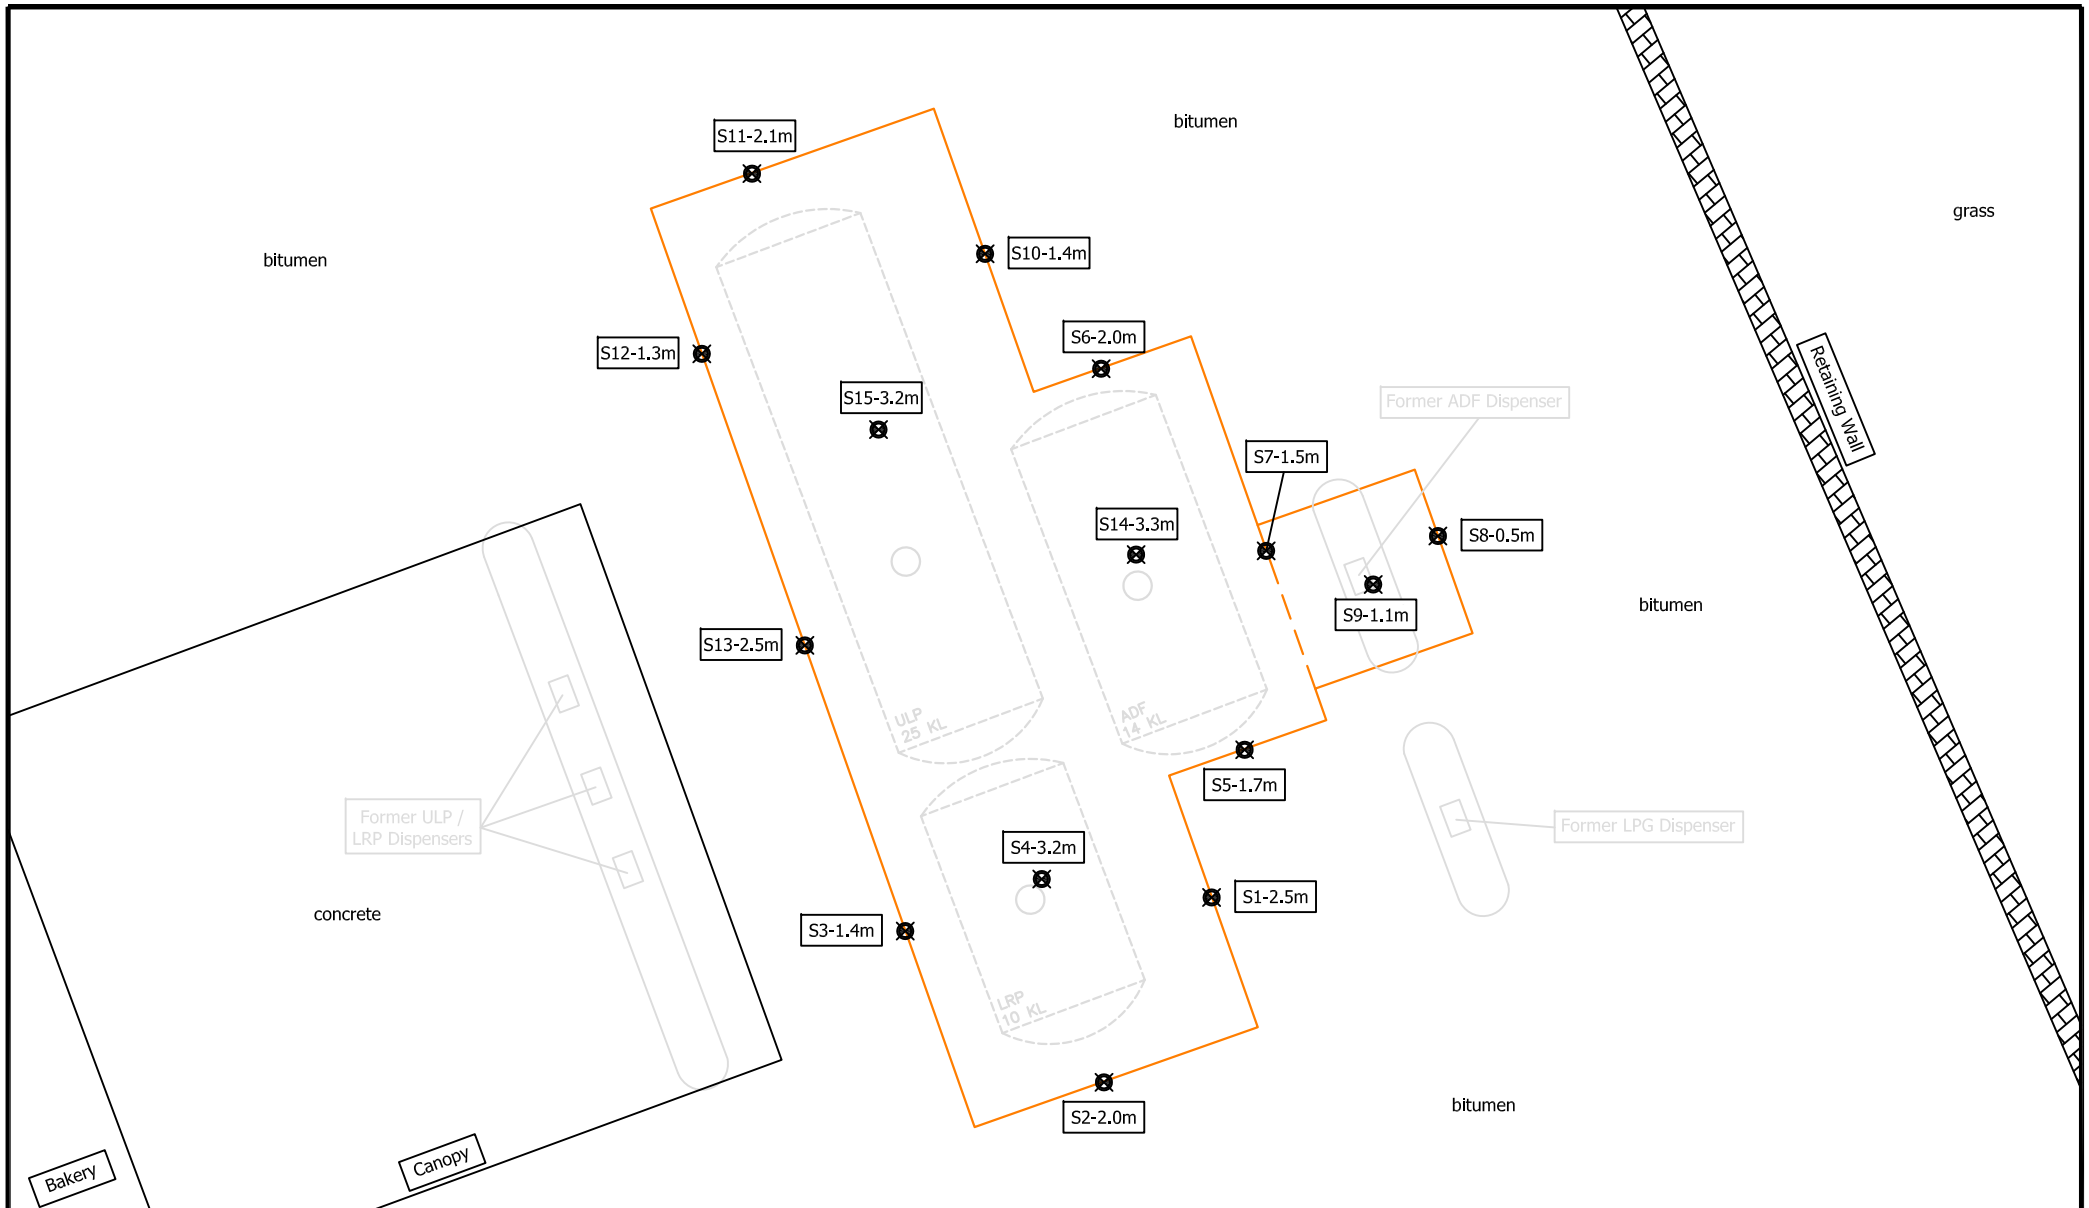 bitumen
S11-2.1m
grass
S10-1.4m
bitumen
S6-2.0m
S12-1.3m
Retaining Wall
S15-3.2m
Former ADF Dispenser
S7-1.5m
S14-3.3m
S8-0.5m
bitumen
S9-1.1m
S13-2.5m
ULP
25 KL
ADF
14 KL
S5-1.7m
Former ULP /
LRP Dispensers
Former LPG Dispenser
S4-3.2m
S1-2.5m
concrete
S3-1.4m
LRP
10 KL
bitumen
S2-2.0m
Canopy
Bakery